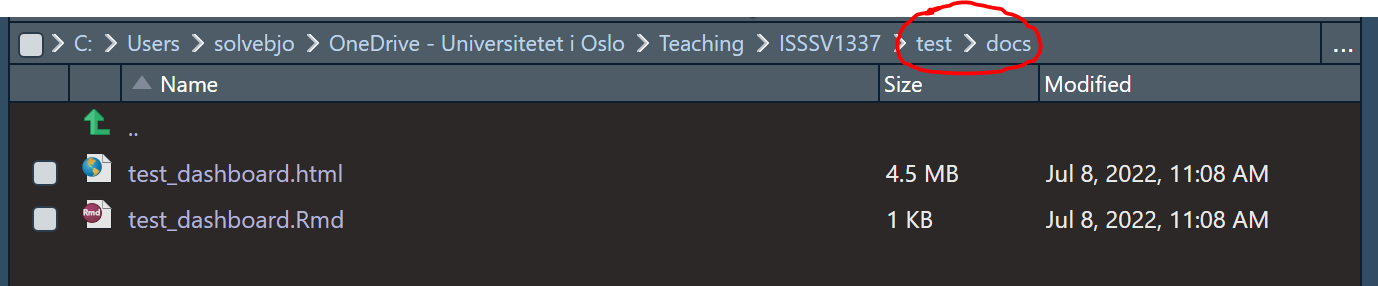 C: Users solvebjo OneDrive - Universitetet i Oslo Teaching ISSSV1337 test docs ...
Name Size Modified
..
test_dashboard.html 4.5 MB Jul 8, 2022, 11:08 AM
Rmd test_dashboard.Rmd 1 KB Jul 8, 2022, 11:08 AM